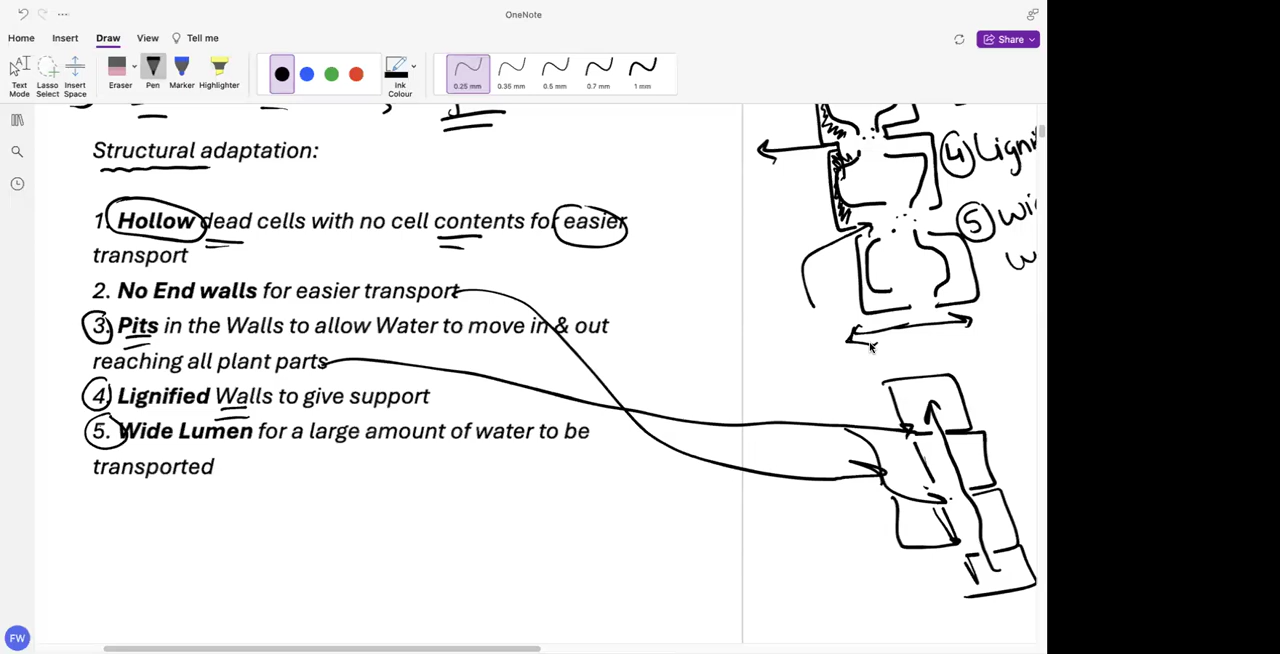 OneNote
Home Insert Draw View Tell me
Share
Text Mode
Lasso Select
Insert Space
Eraser
Pen
Marker
Highlighter
Ink Colour
0.25 mm
0.35 mm
0.5 mm
0.7 mm
1 mm
Structural adaptation:
1. Hollow dead cells with no cell contents for easier
transport
2. No End walls for easier transport
3. Pits in the Walls to allow Water to move in & out
reaching all plant parts
4. Lignified Walls to give support
5. Wide Lumen for a large amount of water to be
transported
4 Ligni
5 Wi
W
FW